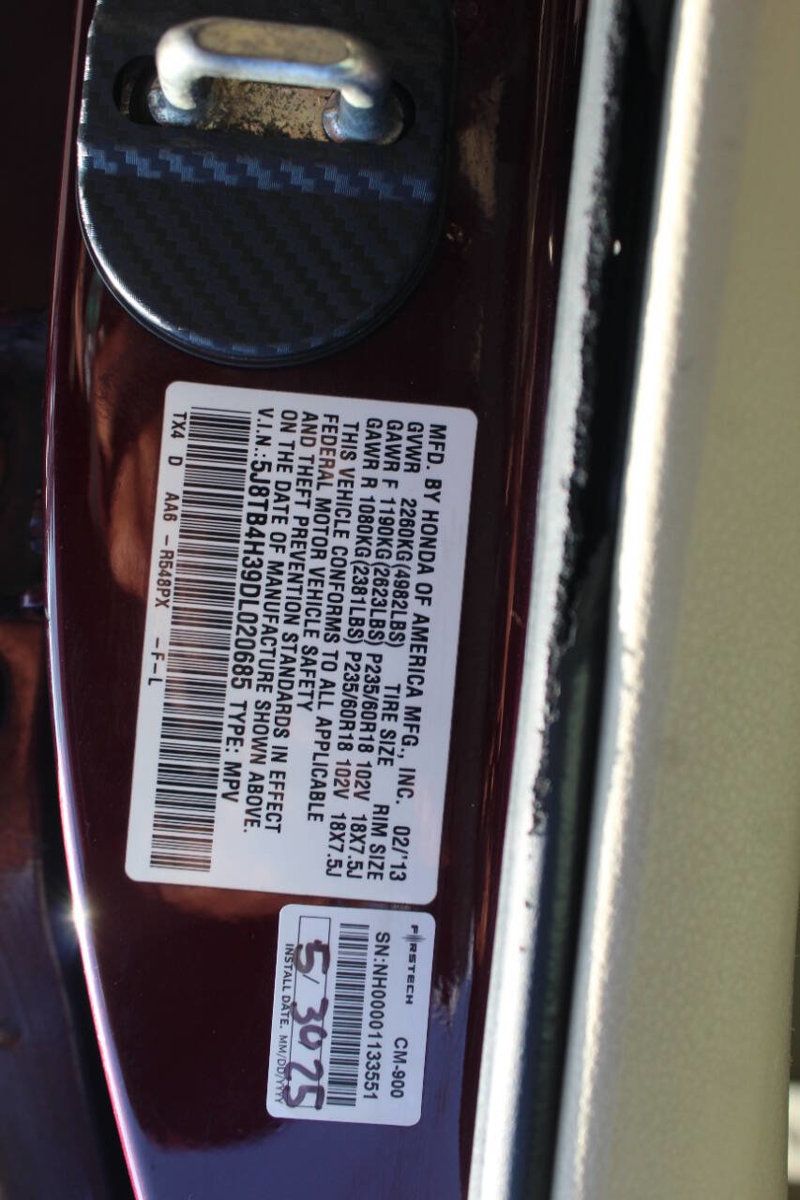 MFD. BY HONDA OF AMERICA MFG., INC. 02/'13
GVWR 2260KG(4982LBS) TIRE SIZE RIM SIZE
GAWR F 1190KG(2623LBS) P235/60R18 102V 18X7.5J
GAWR R 1080KG(2381LBS) P235/60R18 102V 18X7.5J
THIS VEHICLE CONFORMS TO ALL APPLICABLE
FEDERAL MOTOR VEHICLE SAFETY
AND THEFT PREVENTION STANDARDS IN EFFECT
ON THE DATE OF MANUFACTURE SHOWN ABOVE.
V.I.N.:5J8TB4H39DL020685 TYPE: MPV
TX4 D AA6 -R548PX -F-L
FIRSTECH CM-900
SN:NH00001133551
5/30/25
INSTALL DATE. MM/DD/YYYY